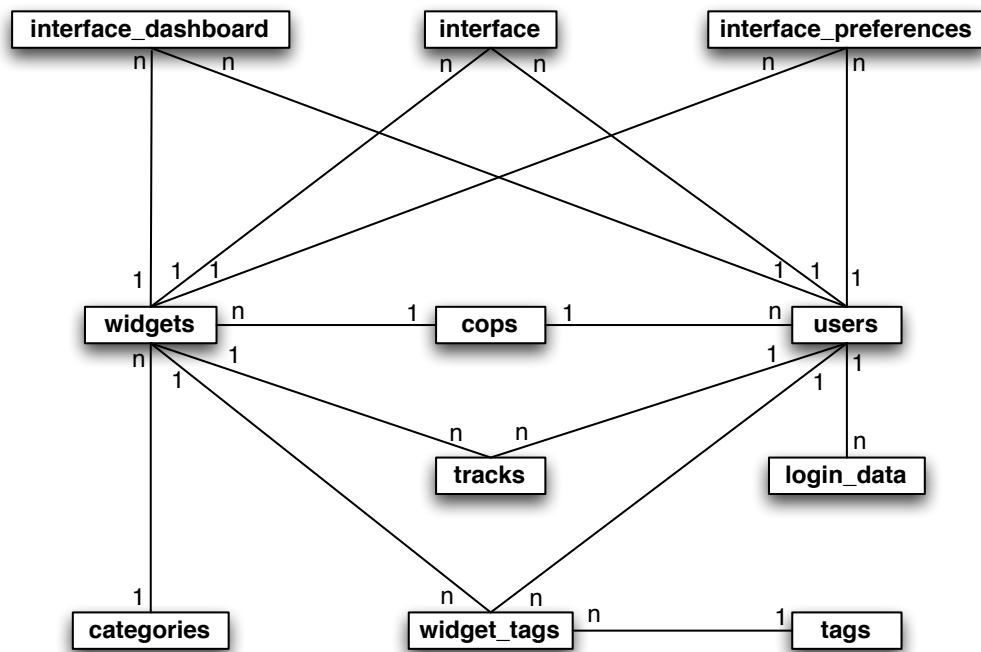 interface_dashboard interface interface_preferences
n n n n n n
1 1 1 1 1 1
widgets n 1 cops 1 n users
n 1 1 1 1 1
n n n
tracks login_data
1 n n n 1
categories widget_tags tags